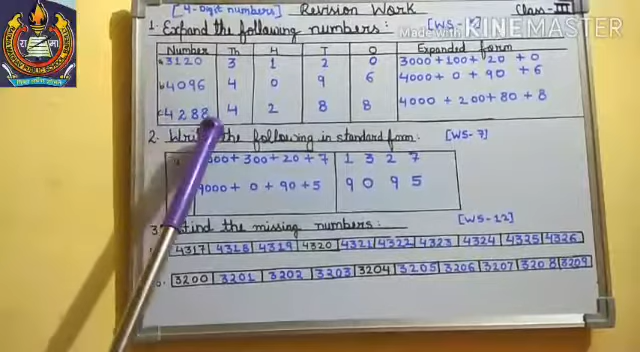 [4-Digit numbers] Revision Work Class-III
1. Expand the following numbers: [WS-
Made With KINEMASTER
Number Th H T O Expanded form
a. 3120 3 1 2 0 3000+100+20+0
b. 4096 4 0 9 6 4000+0+90+6
c. 4288 4 2 8 8 4000+200+80+8
2. Write the following in standard form. [WS-7]
000+300+20+7 1 3 2 7
9000+0+90+5 9 0 9 5
3. Find the missing numbers: [WS-12]
4317 4318 4319 4320 4321 4322 4323 4324 4325 4326
b. 3200 3201 3202 3203 3204 3205 3206 3207 3208 3209